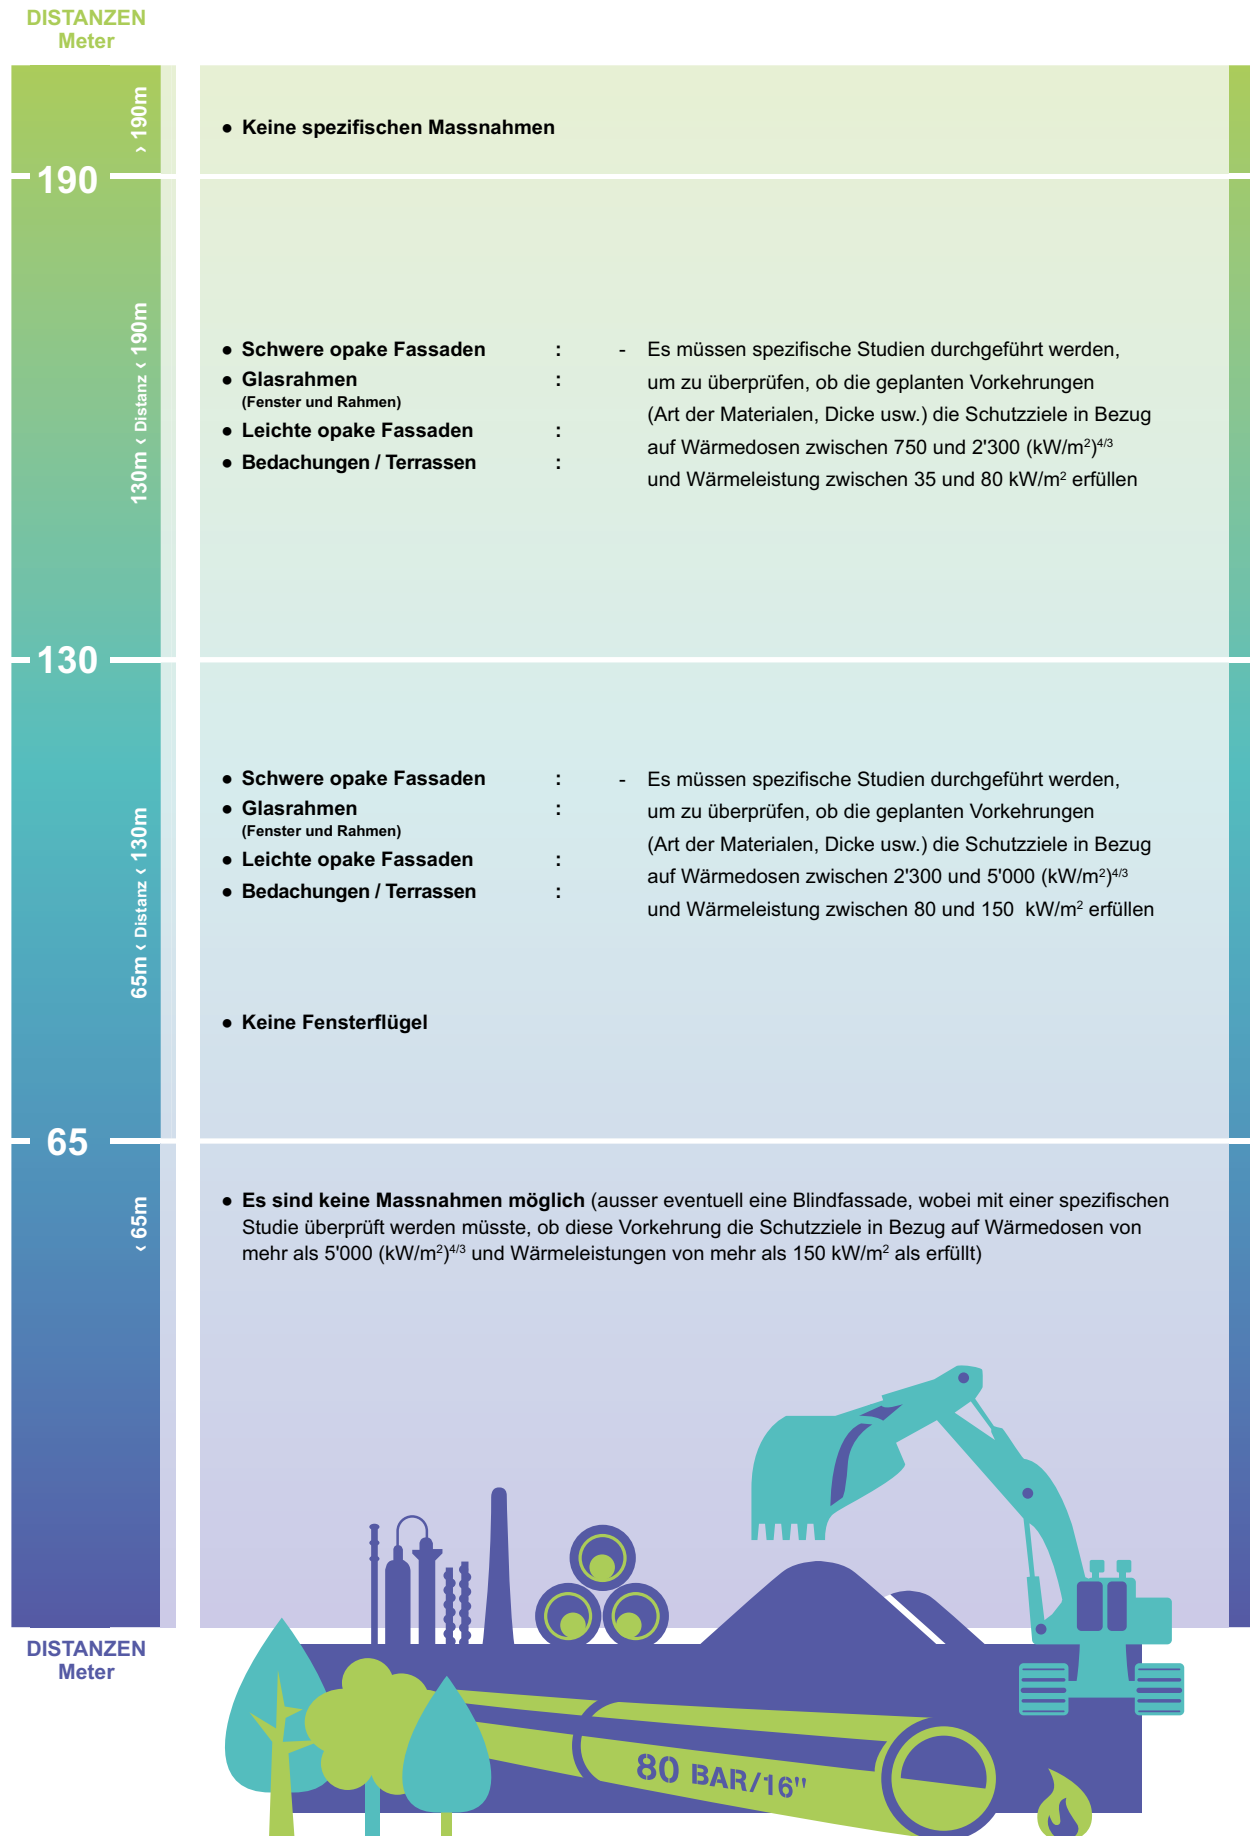 DISTANZEN
Meter
› 190m
● Keine spezifischen Massnahmen
190
130m ‹ Distanz ‹ 190m
● Schwere opake Fassaden : - Es müssen spezifische Studien durchgeführt werden,
● Glasrahmen : um zu überprüfen, ob die geplanten Vorkehrungen
(Fenster und Rahmen) (Art der Materialen, Dicke usw.) die Schutzziele in Bezug
● Leichte opake Fassaden : auf Wärmedosen zwischen 750 und 2'300 (kW/m²)⁴ᐟ³
● Bedachungen / Terrassen : und Wärmeleistung zwischen 35 und 80 kW/m² erfüllen
130
65m ‹ Distanz ‹ 130m
● Schwere opake Fassaden : - Es müssen spezifische Studien durchgeführt werden,
● Glasrahmen : um zu überprüfen, ob die geplanten Vorkehrungen
(Fenster und Rahmen) (Art der Materialen, Dicke usw.) die Schutzziele in Bezug
● Leichte opake Fassaden : auf Wärmedosen zwischen 2'300 und 5'000 (kW/m²)⁴ᐟ³
● Bedachungen / Terrassen : und Wärmeleistung zwischen 80 und 150 kW/m² erfüllen
● Keine Fensterflügel
65
‹ 65m
● Es sind keine Massnahmen möglich (ausser eventuell eine Blindfassade, wobei mit einer spezifischen
Studie überprüft werden müsste, ob diese Vorkehrung die Schutzziele in Bezug auf Wärmedosen von
mehr als 5'000 (kW/m²)⁴ᐟ³ und Wärmeleistungen von mehr als 150 kW/m² als erfüllt)
DISTANZEN
Meter
80 BAR/16"